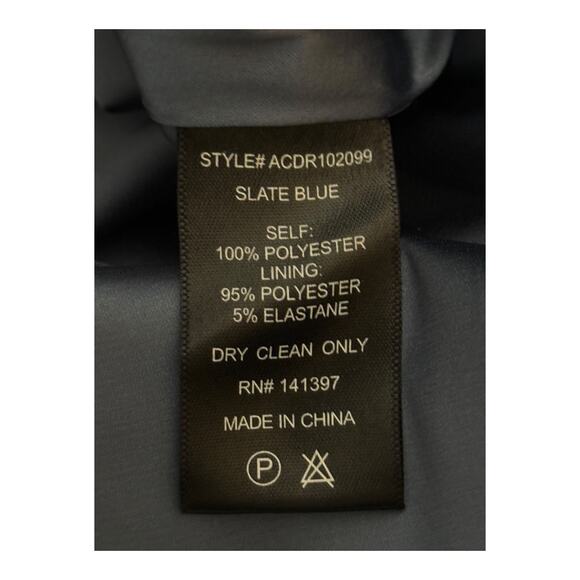 STYLE# ACDR102099
SLATE BLUE
SELF:
100% POLYESTER
LINING:
95% POLYESTER
5% ELASTANE
DRY CLEAN ONLY
RN# 141397
MADE IN CHINA
P